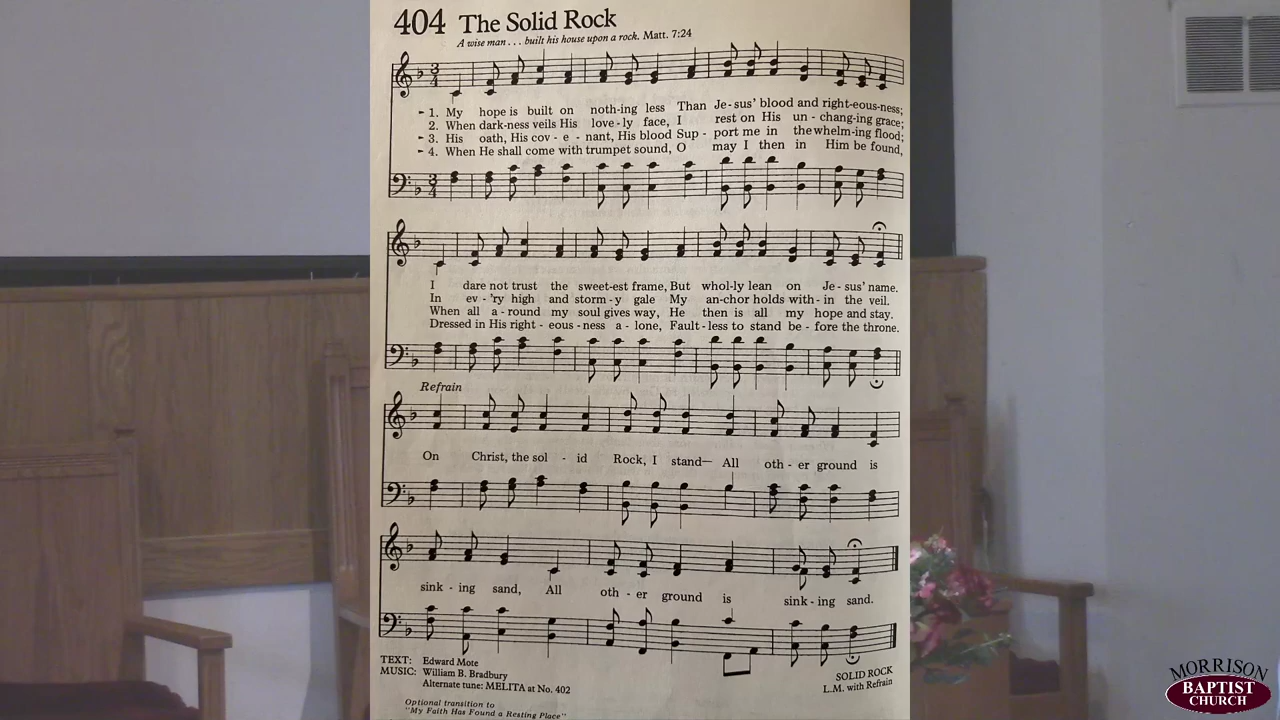 404 The Solid Rock
A wise man . . . built his house upon a rock. Matt. 7:24
3
4
- 1. My hope is built on noth-ing less Than Je-sus' blood and right-eous-ness;
2. When dark-ness veils His love-ly face, I rest on His un-chang-ing grace;
- 3. His oath, His cov-e-nant, His blood Sup-port me in the whelm-ing flood;
- 4. When He shall come with trumpet sound, O may I then in Him be found,
3
4
I dare not trust the sweet-est frame, But whol-ly lean on Je-sus' name.
In ev-'ry high and storm-y gale My an-chor holds with-in the veil.
When all a-round my soul gives way, He then is all my hope and stay.
Dressed in His right-eous-ness a-lone, Fault-less to stand be-fore the throne.
Refrain
On Christ, the sol-id Rock, I stand— All oth-er ground is
sink-ing sand, All oth-er ground is sink-ing sand.
TEXT: Edward Mote
MUSIC: William B. Bradbury
Alternate tune: MELITA at No. 402
SOLID ROCK
L.M. with Refrain
Optional transition to
"My Faith Has Found a Resting Place"
MORRISON
BAPTIST
CHURCH